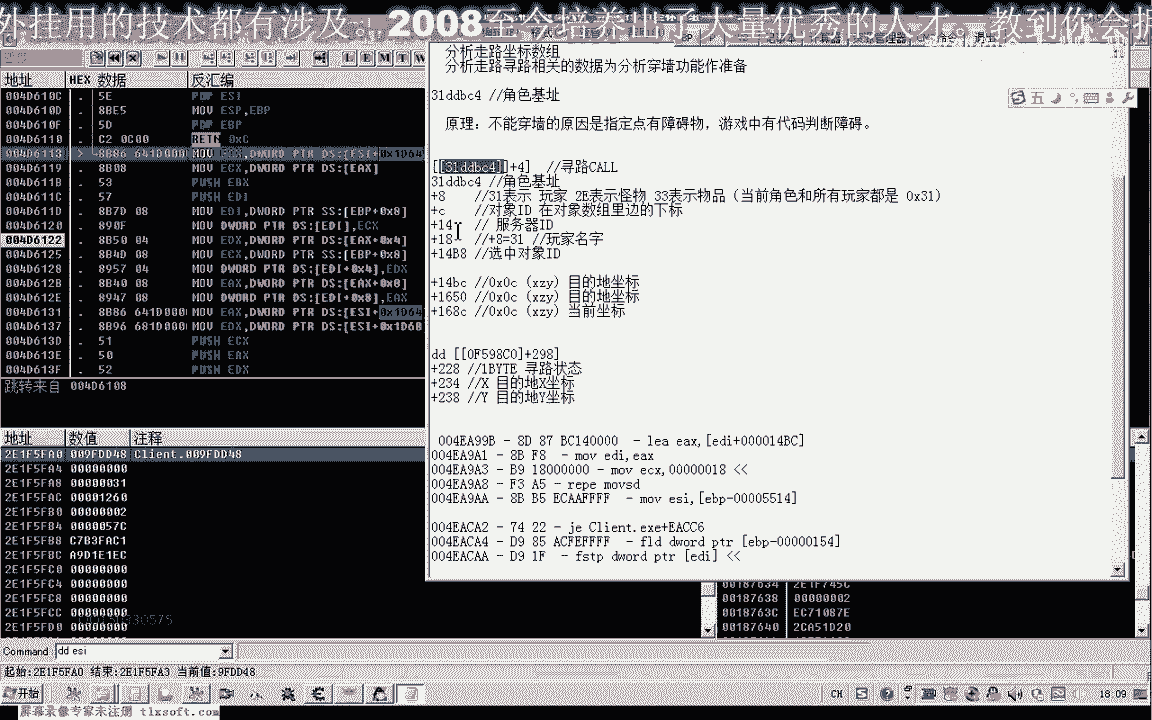 外挂用的技术都有涉及 2008至今培养出了大量优秀的人才
分析走路坐标数组
分析走路寻路相关的数据为分析穿墙功能作准备
31ddbc4 //角色基址
原理：不能穿墙的原因是指定点有障碍物，游戏中有代码判断障碍。
[[31ddbc4]]+4] //寻路CALL
31ddbc4 //角色基址
+8 //31表示 玩家 2E表示怪物 33表示物品（当前角色和所有玩家都是 0x31）
+c //对象ID 在对象数组里边的下标
+14 // 服务器ID
+18 //+8=31 //玩家名字
+14B8 //选中对象ID
+14bc //0x0c (xzy) 目的地坐标
+1650 //0x0c (xzy) 目的地坐标
+168c //0x0c (xzy) 当前坐标
dd [[0F598C0]+298]
+228 //1BYTE 寻路状态
+234 //X 目的地X坐标
+238 //Y 目的地Y坐标
004EA99B - 8D 87 BC140000 - lea eax,[edi+000014BC]
004EA9A1 - 8B F8 - mov edi,eax
004EA9A3 - B9 18000000 - mov ecx,00000018 <<
004EA9A8 - F3 A5 - repe movsd
004EA9AA - 8B B5 ECAAFFFF - mov esi,[ebp-00005514]
004EACA2 - 74 22 - je Client.exe+EACC6
004EACA4 - D9 85 ACFEFFFF - fld dword ptr [ebp-00000154]
004EACAA - D9 1F - fstp dword ptr [edi] <<
地址 HEX 数据 反汇编
004D610C . 5E POP ESI
004D610D . 8BE5 MOV ESP,EBP
004D610F . 5D POP EBP
004D6110 . C2 0C00 RETN 0xC
004D6113 > 8B86 641D000 MOV EAX,DWORD PTR DS:[ESI+0x1D64
004D6119 . 8B08 MOV ECX,DWORD PTR DS:[EAX]
004D611B . 53 PUSH EBX
004D611C . 57 PUSH EDI
004D611D . 8B7D 08 MOV EDI,DWORD PTR SS:[EBP+0x8]
004D6120 . 890F MOV DWORD PTR DS:[EDI],ECX
004D6122 . 8B50 04 MOV EDX,DWORD PTR DS:[EAX+0x4]
004D6125 . 8B4D 08 MOV ECX,DWORD PTR SS:[EBP+0x8]
004D6128 . 8957 04 MOV DWORD PTR DS:[EDI+0x4],EDX
004D612B . 8B40 08 MOV EAX,DWORD PTR DS:[EAX+0x8]
004D612E . 8947 08 MOV DWORD PTR DS:[EDI+0x8],EAX
004D6131 . 8B86 641D000 MOV EAX,DWORD PTR DS:[ESI+0x1D64
004D6137 . 8B96 681D000 MOV EDX,DWORD PTR DS:[ESI+0x1D68
004D613D . 51 PUSH ECX
004D613E . 50 PUSH EAX
004D613F . 52 PUSH EDX
跳转来自 004D6108
地址 数值 注释
2E1F5FA0 009FDD48 Client.009FDD48
2E1F5FA4 00000000
2E1F5FA8 00000031
2E1F5FAC 00001260
2E1F5FB0 00000002
2E1F5FB4 0000057C
2E1F5FB8 C7B3FAC1
2E1F5FBC A9D1E1EC
2E1F5FC0 00000000
2E1F5FC4 00000000
2E1F5FC8 00000000
2E1F5FCC 00000000
2E1F5FD0 00000000
00187634 2E1F745C
00187638 00000002
0018763C EC71087E
00187640 2CA51D20
Command dd esi
起始:2E1F5FA0 结束:2E1F5FA3 当前值:9FDD48
开始
CH
18:09
屏幕录像专家未注册 tlxsoft.com